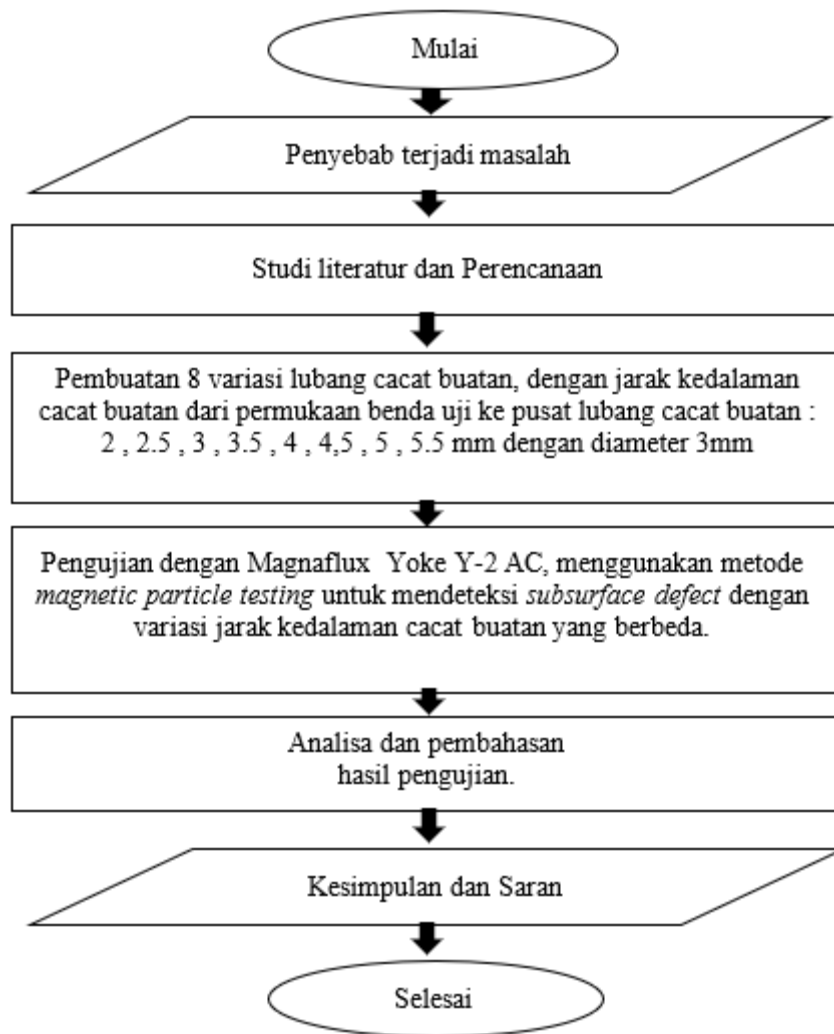 Mulai
Penyebab terjadi masalah
Studi literatur dan Perencanaan
Pembuatan 8 variasi lubang cacat buatan, dengan jarak kedalaman
cacat buatan dari permukaan benda uji ke pusat lubang cacat buatan :
2 , 2.5 , 3 , 3.5 , 4 , 4,5 , 5 , 5.5 mm dengan diameter 3mm
Pengujian dengan Magnaflux Yoke Y-2 AC, menggunakan metode
magnetic particle testing untuk mendeteksi subsurface defect dengan
variasi jarak kedalaman cacat buatan yang berbeda.
Analisa dan pembahasan
hasil pengujian.
Kesimpulan dan Saran
Selesai